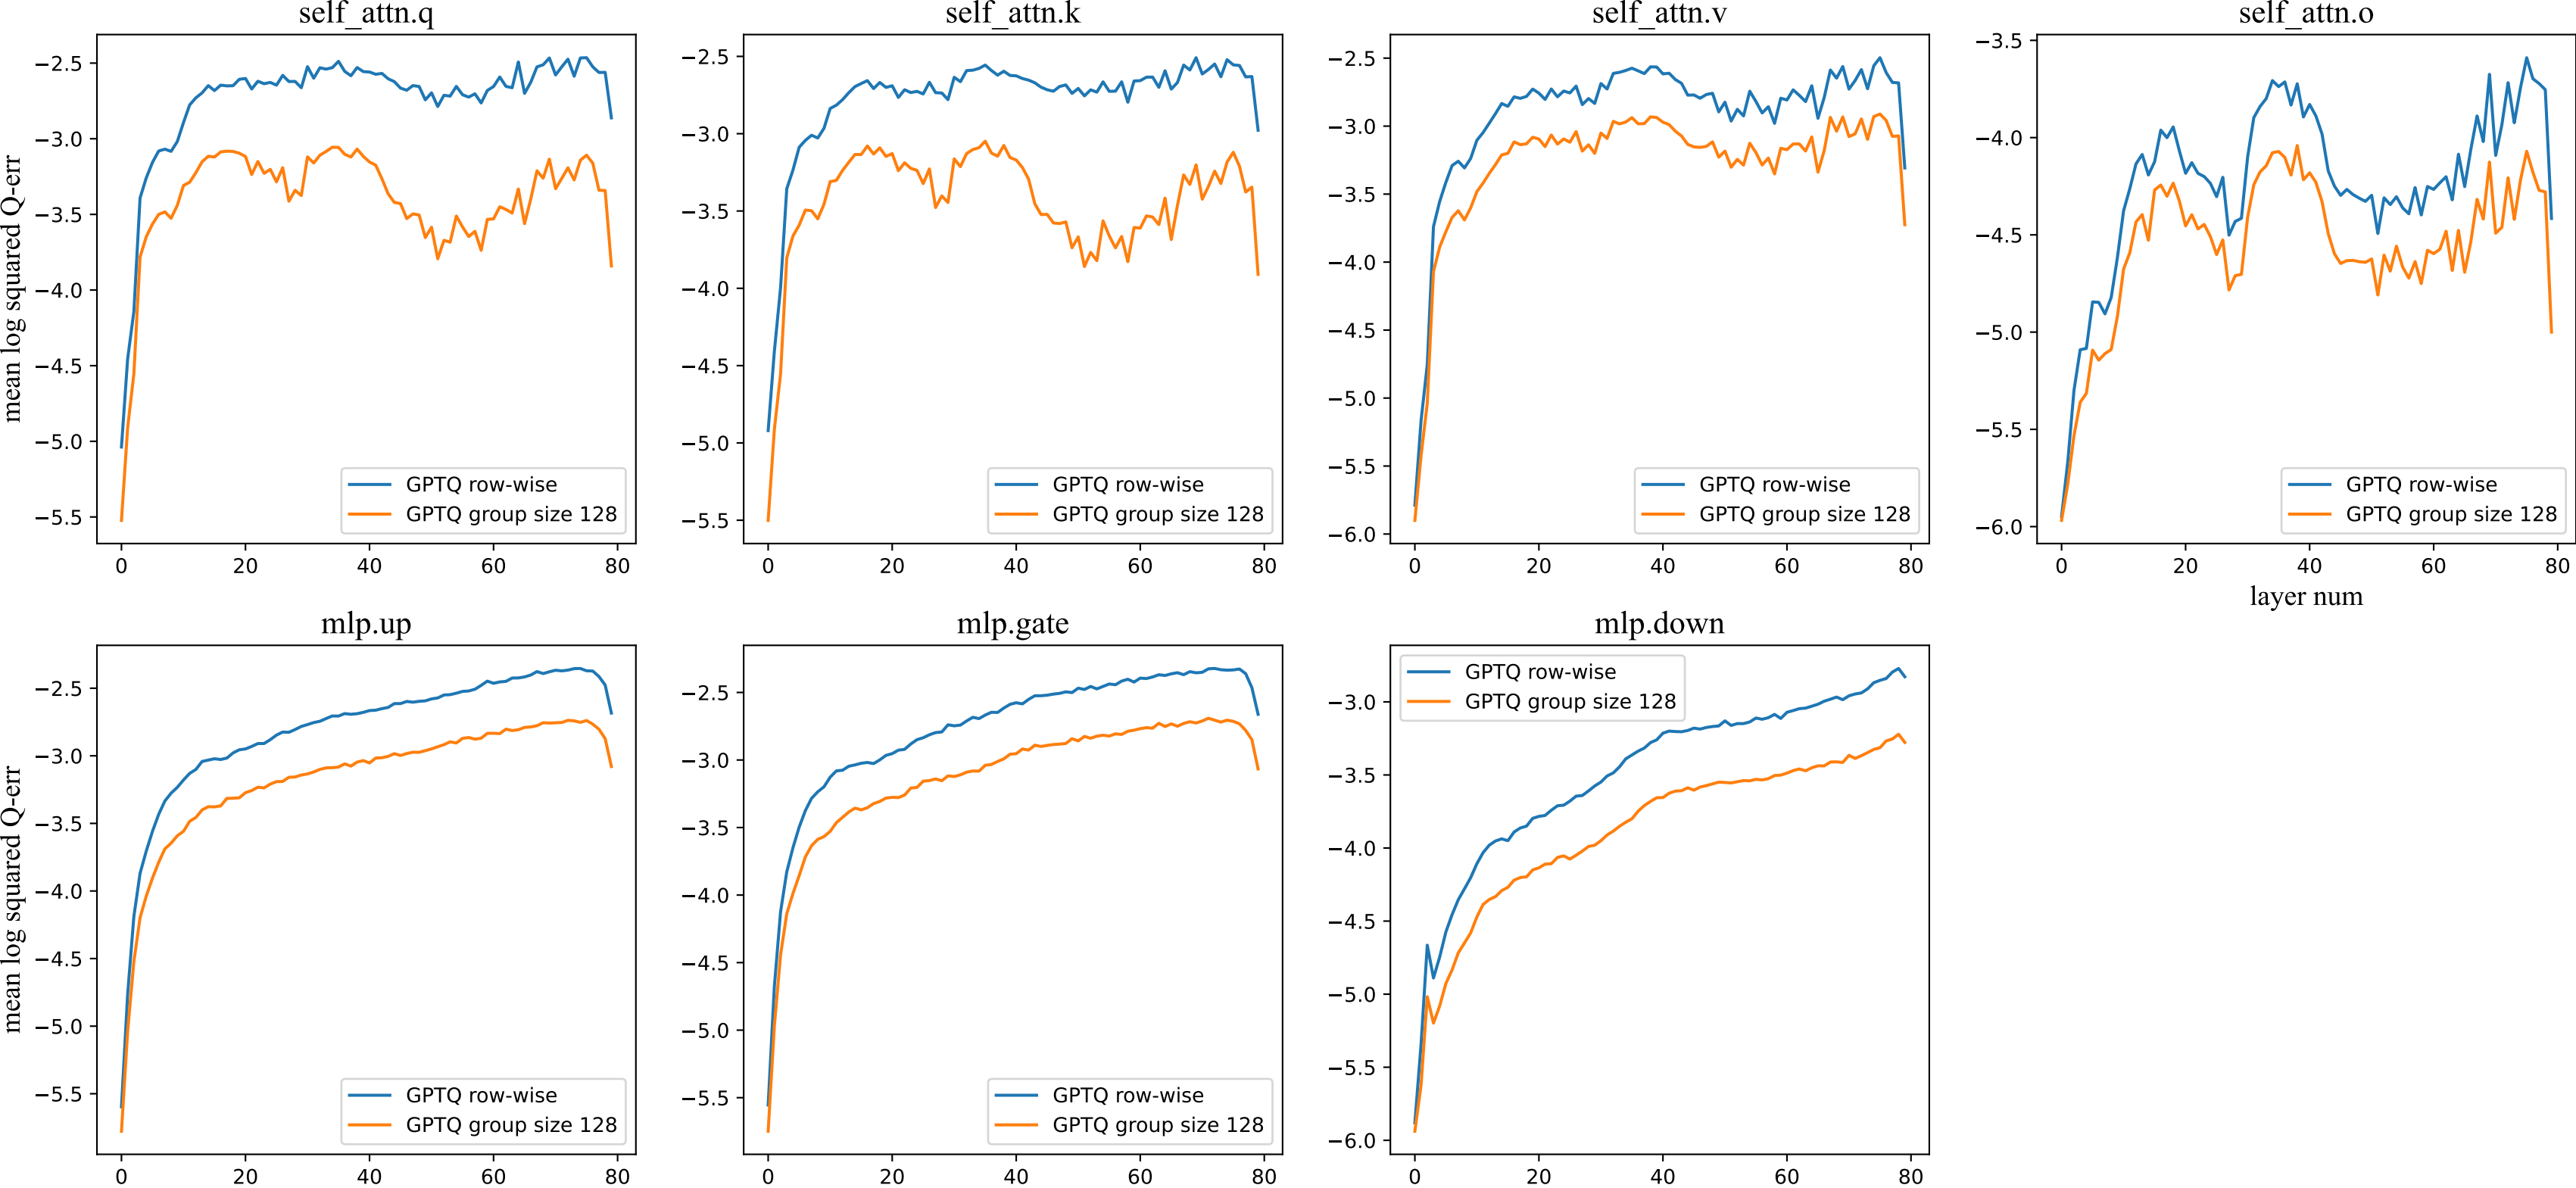 self_attn.q
mean log squared Q-err
−2.5
−3.0
−3.5
−4.0
−4.5
−5.0
−5.5
0 20 40 60 80
GPTQ row-wise
GPTQ group size 128
self_attn.k
−2.5
−3.0
−3.5
−4.0
−4.5
−5.0
−5.5
0 20 40 60 80
GPTQ row-wise
GPTQ group size 128
self_attn.v
−2.5
−3.0
−3.5
−4.0
−4.5
−5.0
−5.5
−6.0
0 20 40 60 80
GPTQ row-wise
GPTQ group size 128
self_attn.o
−3.5
−4.0
−4.5
−5.0
−5.5
−6.0
0 20 40 60 80
GPTQ row-wise
GPTQ group size 128
layer num
mlp.up
mean log squared Q-err
−2.5
−3.0
−3.5
−4.0
−4.5
−5.0
−5.5
0 20 40 60 80
GPTQ row-wise
GPTQ group size 128
mlp.gate
−2.5
−3.0
−3.5
−4.0
−4.5
−5.0
−5.5
0 20 40 60 80
GPTQ row-wise
GPTQ group size 128
mlp.down
GPTQ row-wise
GPTQ group size 128
−3.0
−3.5
−4.0
−4.5
−5.0
−5.5
−6.0
0 20 40 60 80